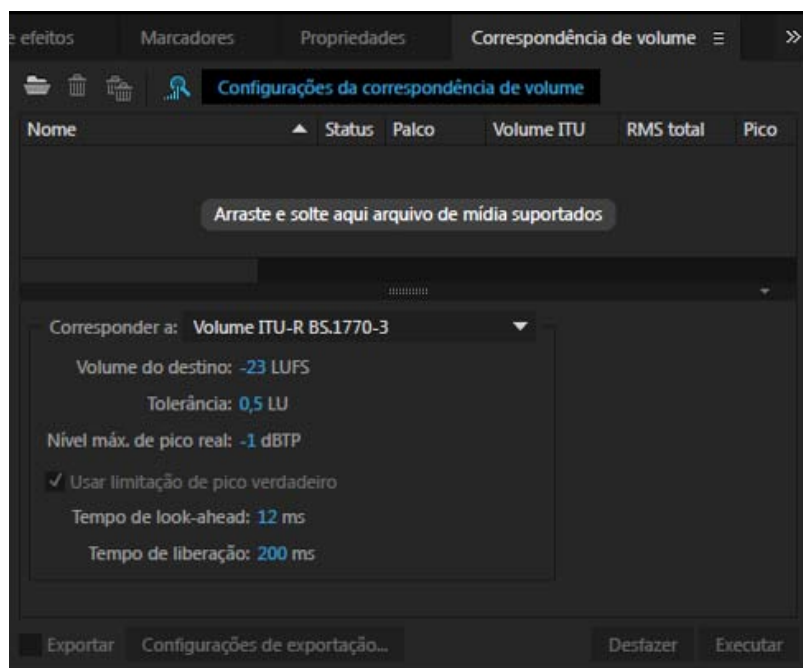 e efeitos Marcadores Propriedades Correspondência de volume
Configurações da correspondência de volume
Nome Status Palco Volume ITU RMS total Pico
Arraste e solte aqui arquivo de mídia suportados
Corresponder a: Volume ITU-R BS.1770-3
Volume do destino: -23 LUFS
Tolerância: 0,5 LU
Nível máx. de pico real: -1 dBTP
Usar limitação de pico verdadeiro
Tempo de look-ahead: 12 ms
Tempo de liberação: 200 ms
Exportar Configurações de exportação... Desfazer Executar